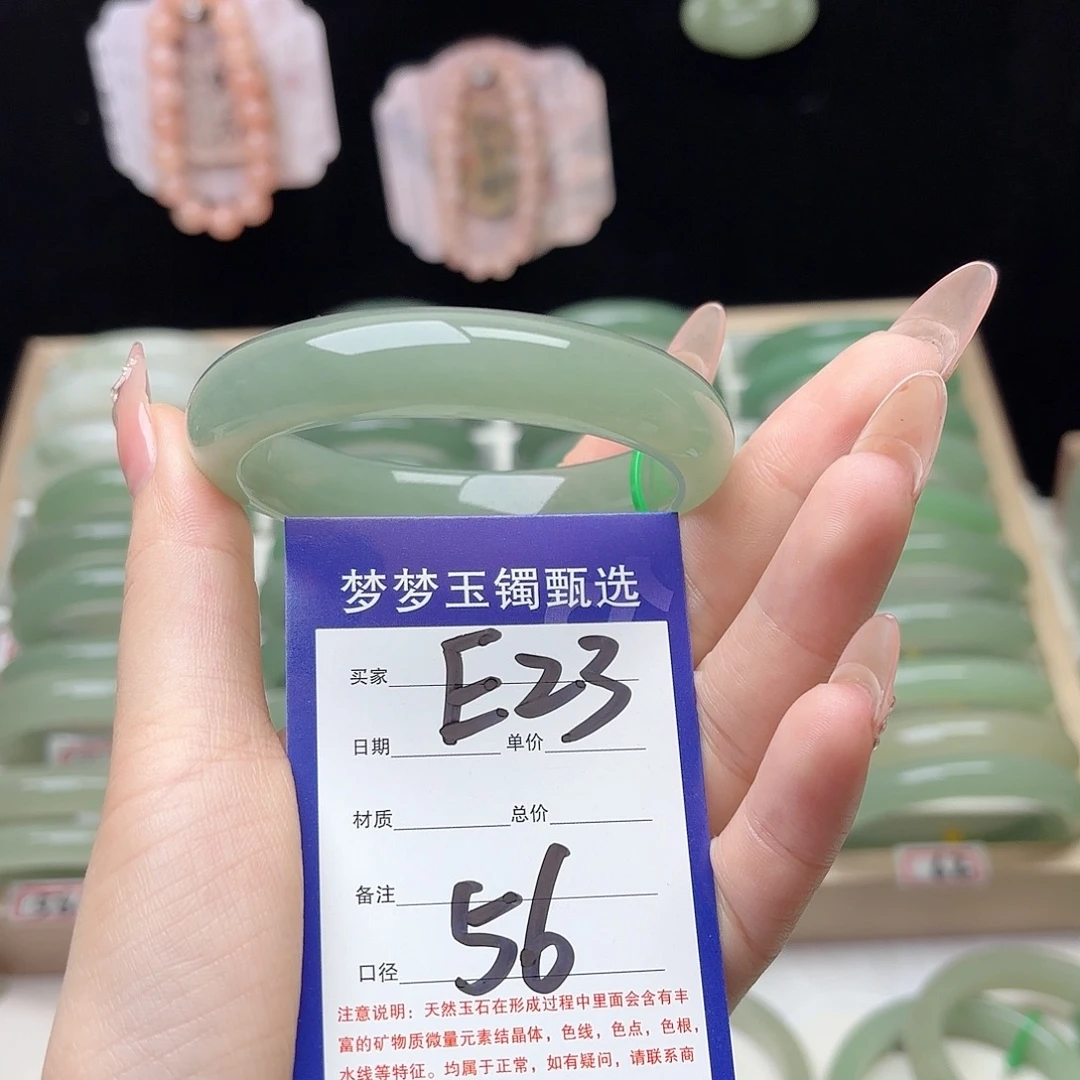 梦梦玉镯甄选
买家 E23
日期 单价
材质 总价
备注
口径 56
注意说明：天然玉石在形成过程中里面会含有丰
富的矿物质微量元素结晶体，色线，色点，色根，
水线等特征。均属于正常，如有疑问，请联系商